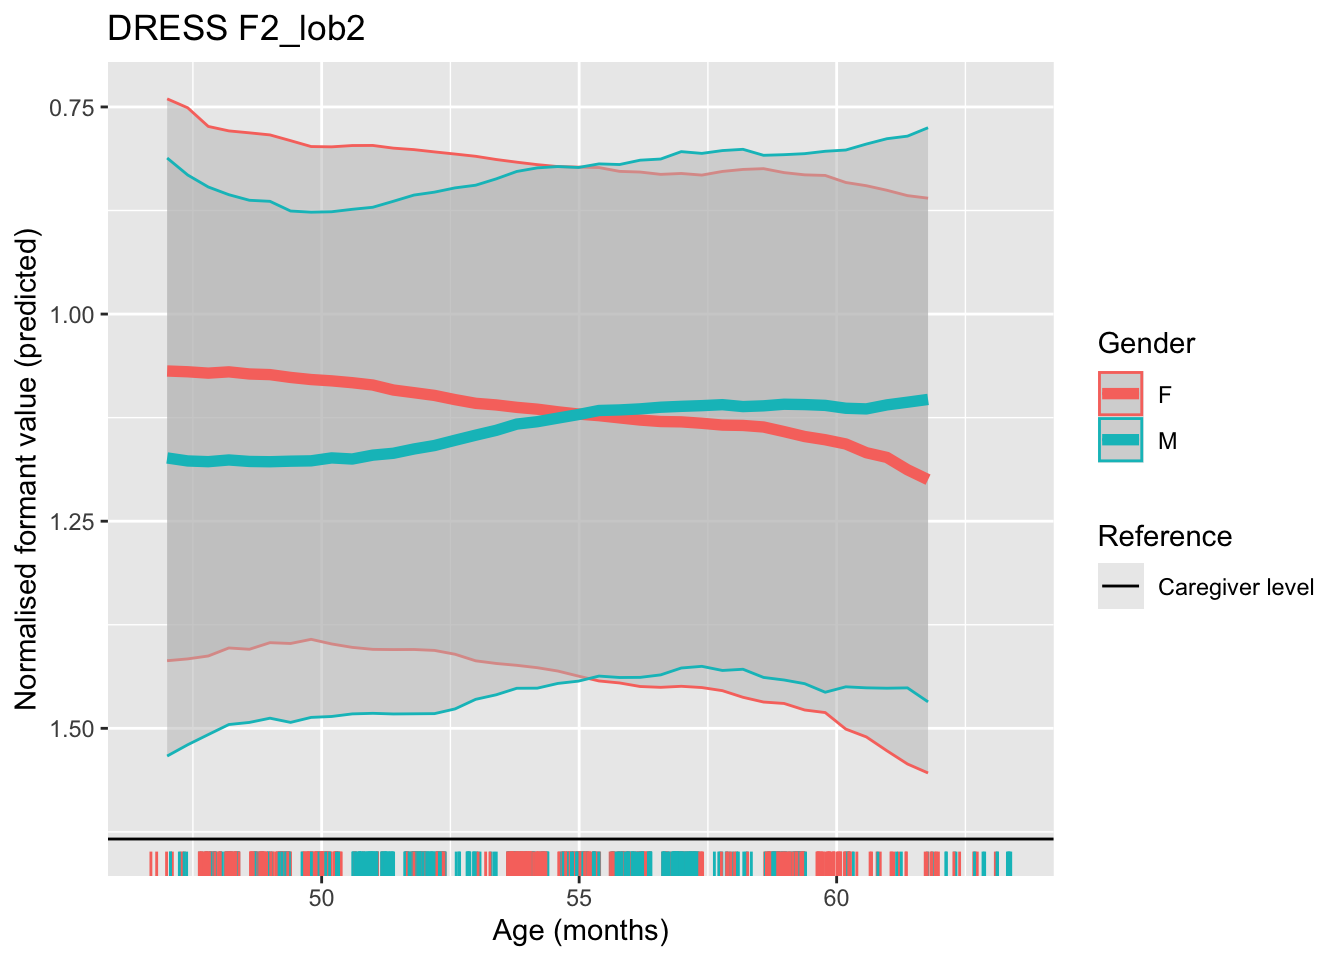 DRESS F2_lob2
Normalised formant value (predicted)
0.75
1.00
1.25
1.50
50
55
60
Age (months)
Gender
F
M
Reference
Caregiver level